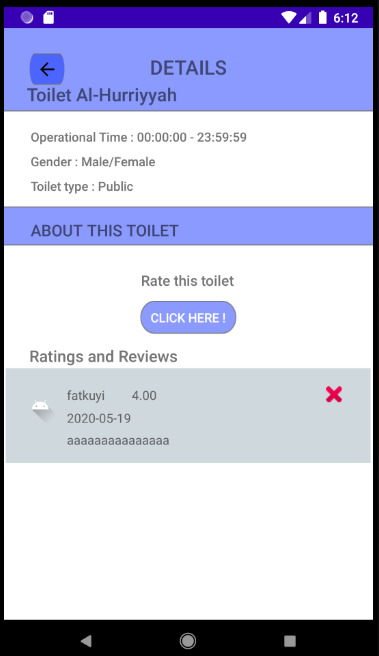 6:12
DETAILS
Toilet Al-Hurriyyah
Operational Time : 00:00:00 - 23:59:59
Gender : Male/Female
Toilet type : Public
ABOUT THIS TOILET
Rate this toilet
CLICK HERE !
Ratings and Reviews
fatkuyi 4.00
2020-05-19
aaaaaaaaaaaaaaa